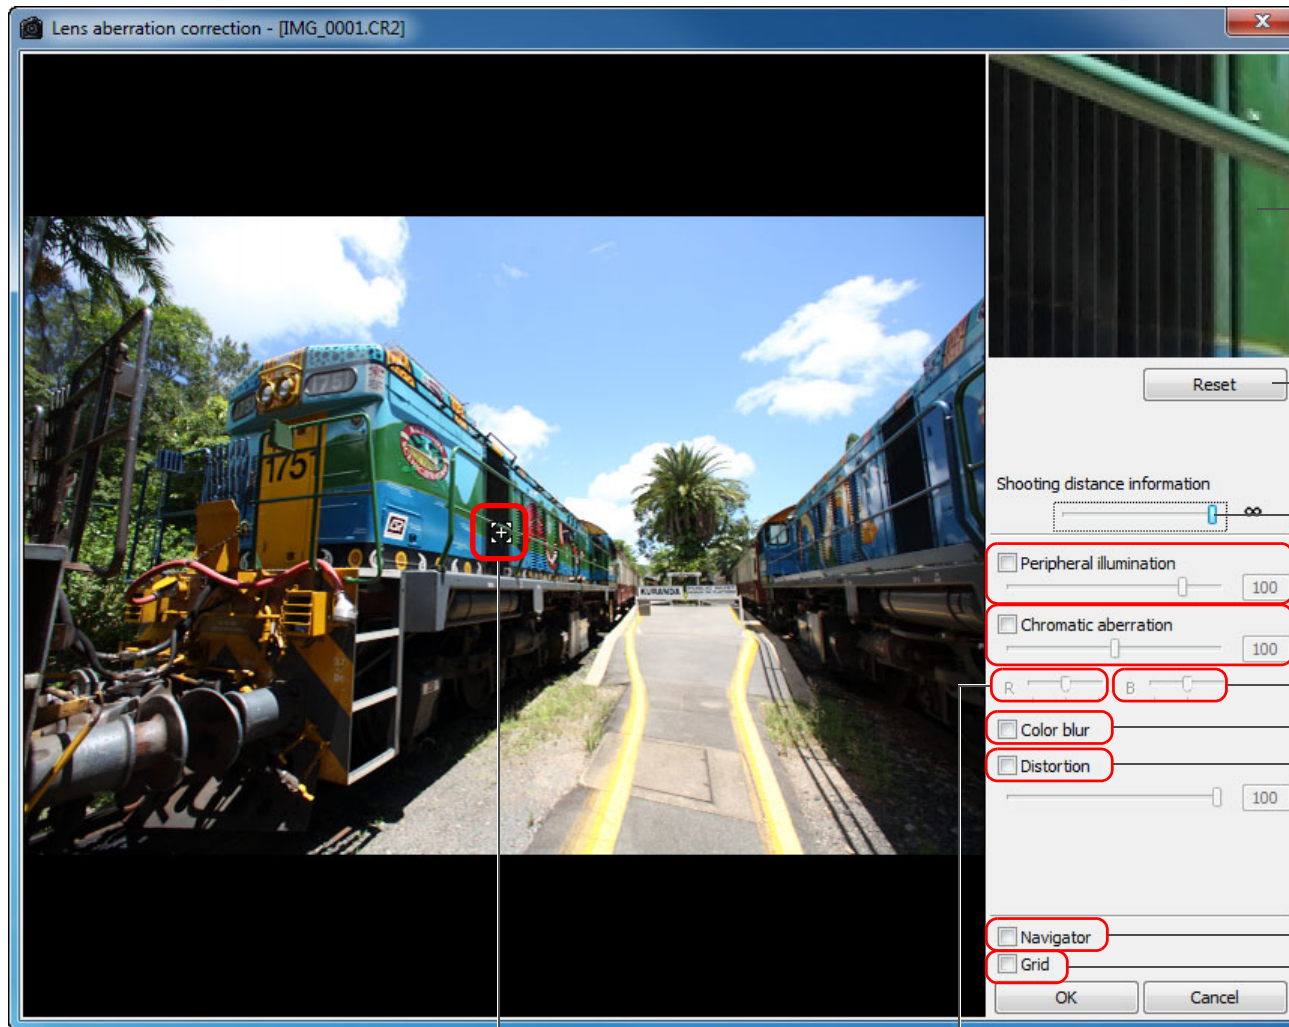 Lens aberration correction - [IMG_0001.CR2]
Reset
Shooting distance information
∞
Peripheral illumination
100
Chromatic aberration
100
R B
Color blur
Distortion
100
Navigator
Grid
OK Cancel
1751
1751
KURANDA